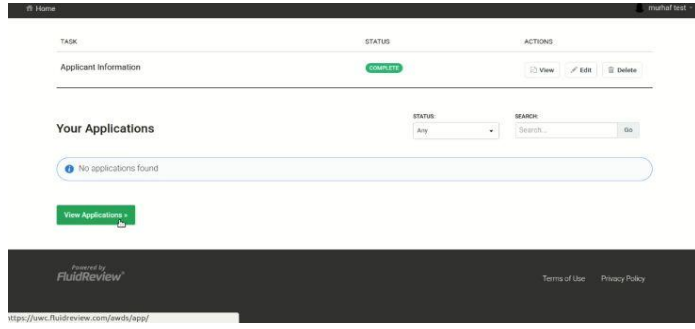 Home
murhaf test
TASK STATUS ACTIONS
Applicant Information COMPLETE View Edit Delete
STATUS: SEARCH:
Your Applications Any Search... Go
No applications found
View Applications »
Powered by
FluidReview
Terms of Use Privacy Policy
https://uwc.fluidreview.com/awds/app/